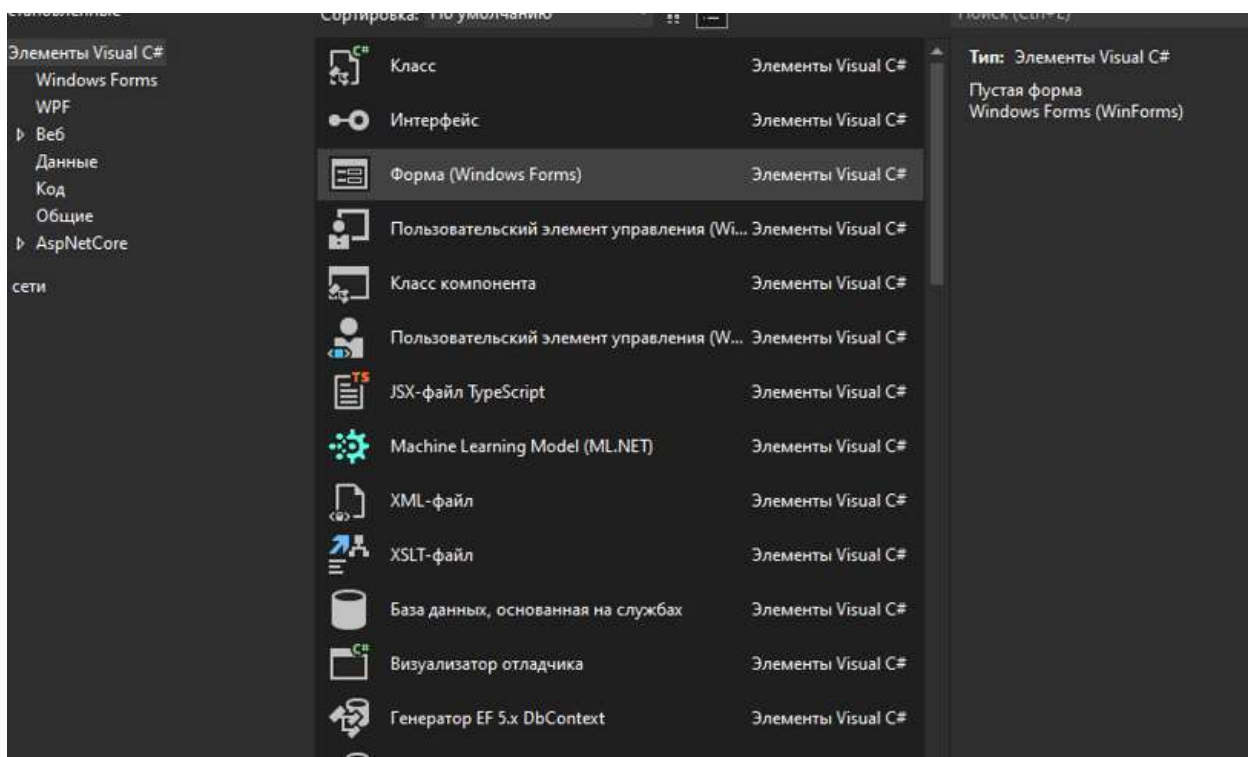 Сортировка: По умолчанию
Поиск (Ctrl+E)
Элементы Visual C#
Windows Forms
WPF
Веб
Данные
Код
Общие
AspNetCore
сети
Класс Элементы Visual C#
Интерфейс Элементы Visual C#
Форма (Windows Forms) Элементы Visual C#
Пользовательский элемент управления (Wi... Элементы Visual C#
Класс компонента Элементы Visual C#
Пользовательский элемент управления (W... Элементы Visual C#
JSX-файл TypeScript Элементы Visual C#
Machine Learning Model (ML.NET) Элементы Visual C#
XML-файл Элементы Visual C#
XSLT-файл Элементы Visual C#
База данных, основанная на службах Элементы Visual C#
Визуализатор отладчика Элементы Visual C#
Генератор EF 5.x DbContext Элементы Visual C#
Тип: Элементы Visual C#
Пустая форма
Windows Forms (WinForms)